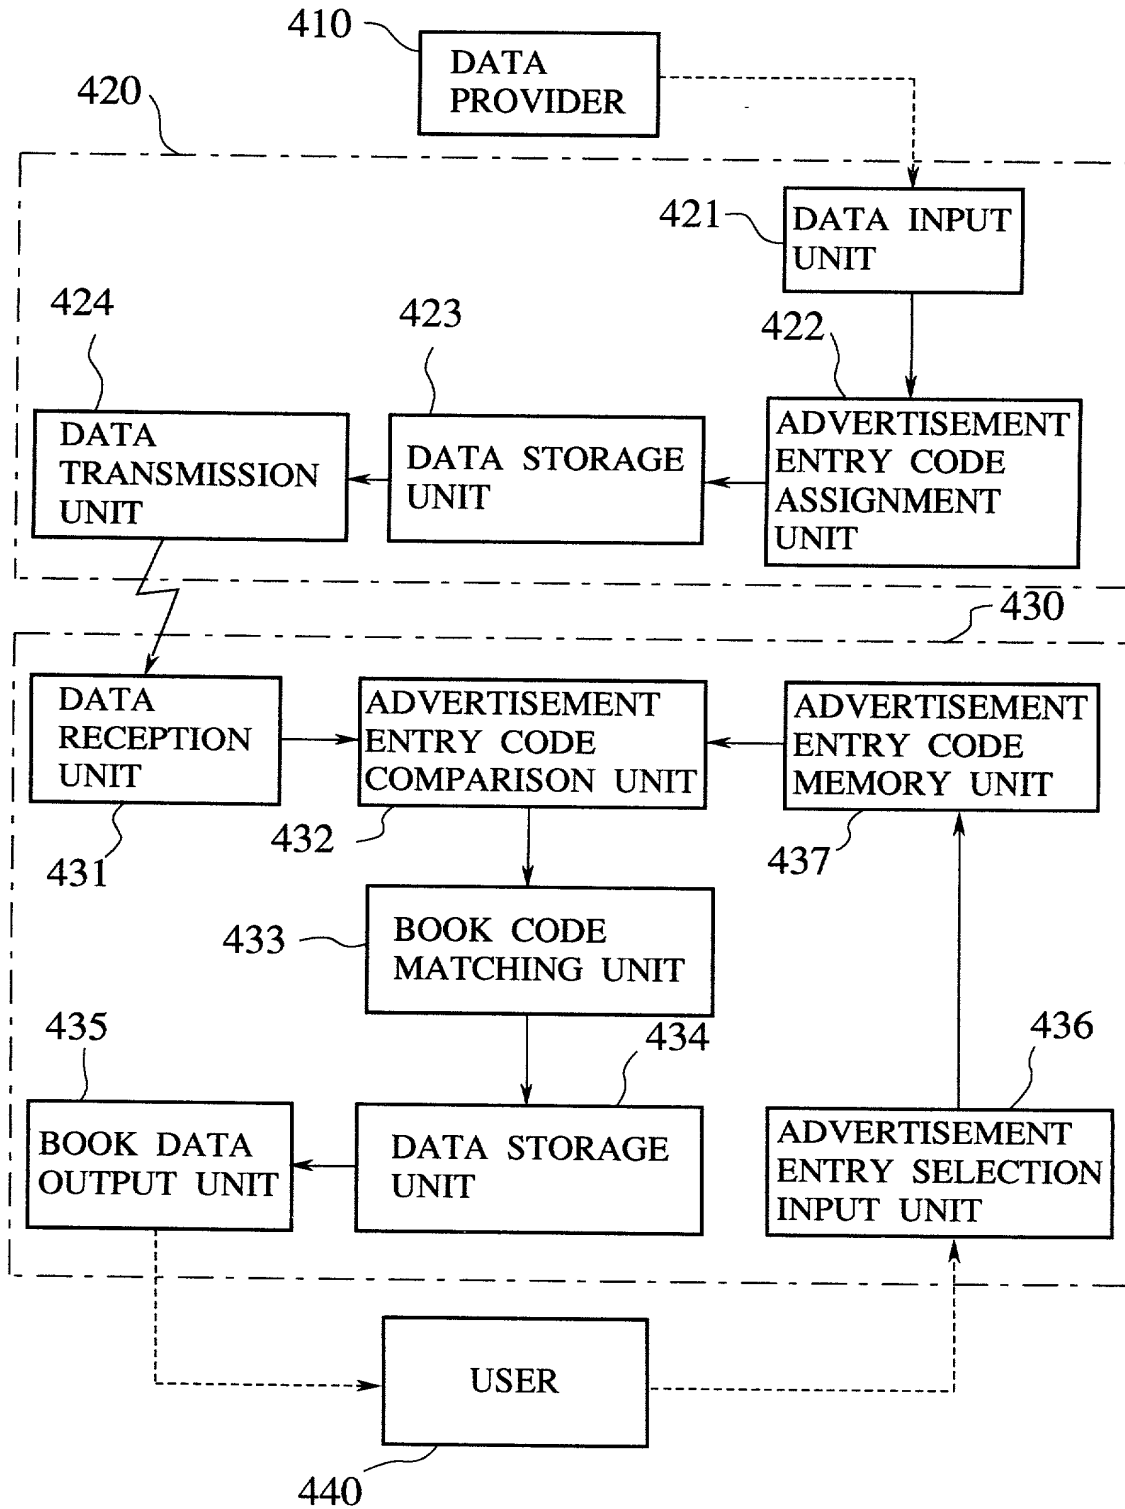 410
DATA
PROVIDER
420
421
DATA INPUT
UNIT
424
423
422
DATA
TRANSMISSION
UNIT
DATA STORAGE
UNIT
ADVERTISEMENT
ENTRY CODE
ASSIGNMENT
UNIT
430
DATA
RECEPTION
UNIT
ADVERTISEMENT
ENTRY CODE
COMPARISON UNIT
ADVERTISEMENT
ENTRY CODE
MEMORY UNIT
431
432
437
433
BOOK CODE
MATCHING UNIT
435
434
436
BOOK DATA
OUTPUT UNIT
DATA STORAGE
UNIT
ADVERTISEMENT
ENTRY SELECTION
INPUT UNIT
USER
440